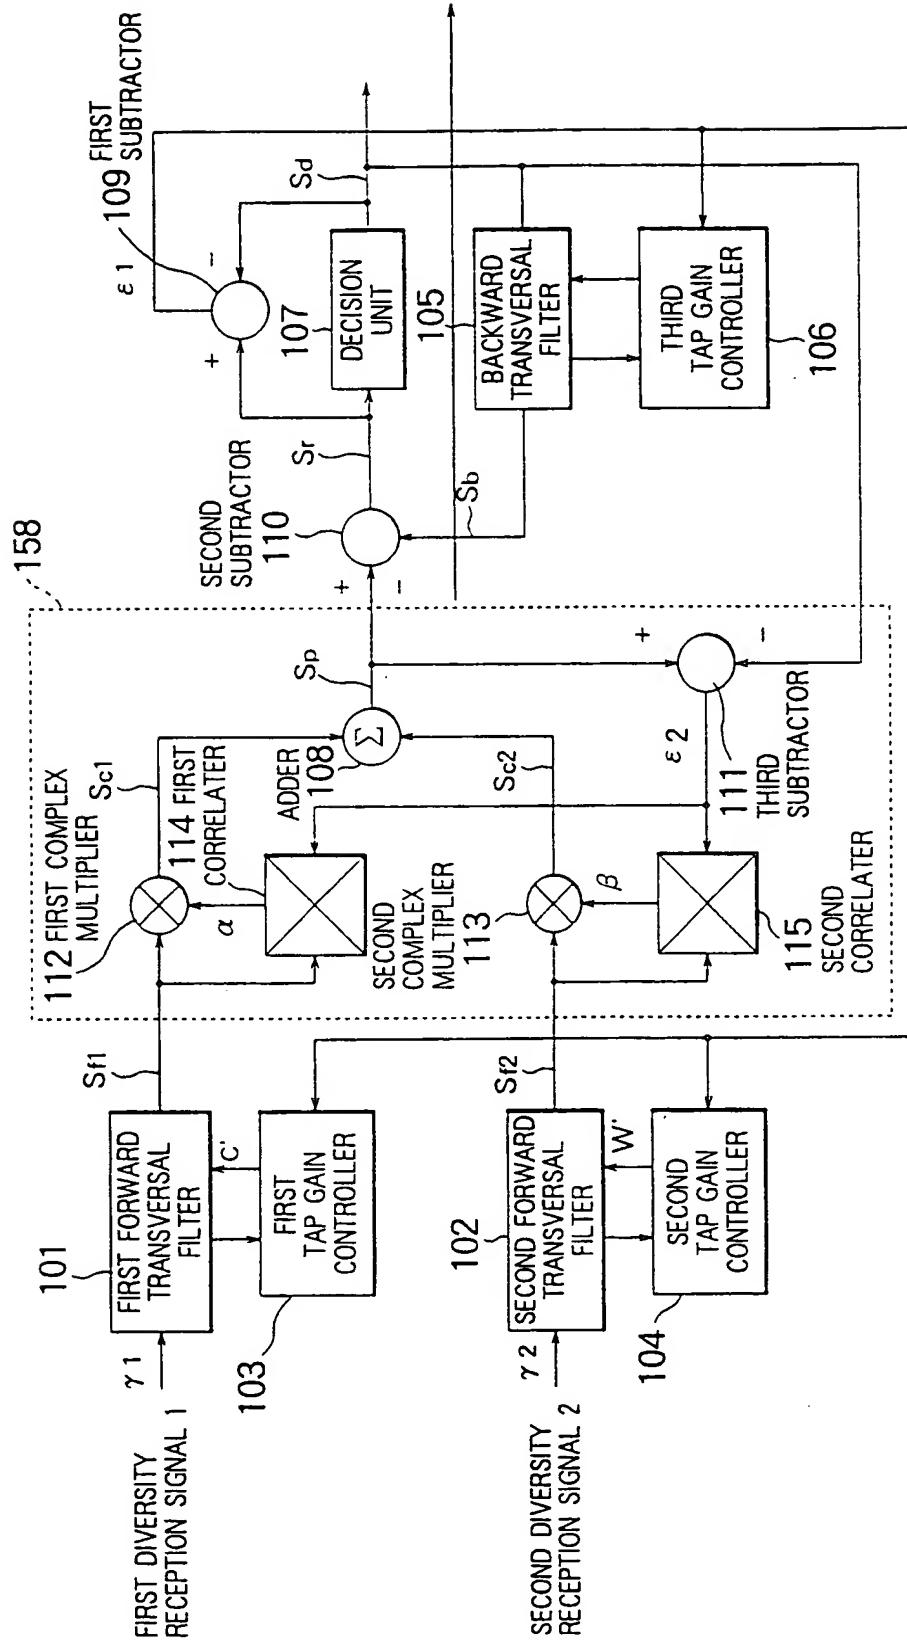 FIRST DIVERSITY
RECEPTION SIGNAL 1
γ1
101
FIRST FORWARD
TRANSVERSAL
FILTER
C'
FIRST
TAP GAIN
CONTROLLER
103
SECOND DIVERSITY
RECEPTION SIGNAL 2
γ2
102
SECOND FORWARD
TRANSVERSAL
FILTER
W'
SECOND
TAP GAIN
CONTROLLER
104
Sf1
Sf2
158
112 FIRST COMPLEX
MULTIPLIER
Sc1
α
114 FIRST
CORRELATER
ADDER
108
Σ
Sp
SECOND
COMPLEX
MULTIPLIER
113
Sc2
β
115
SECOND
CORRELATER
ε2
111
THIRD
SUBTRACTOR
+
−
SECOND
SUBTRACTOR
110
+
−
Sr
Sb
ε1
109 FIRST
SUBTRACTOR
+
−
107
DECISION
UNIT
Sd
105
BACKWARD
TRANSVERSAL
FILTER
THIRD
TAP GAIN
CONTROLLER
106